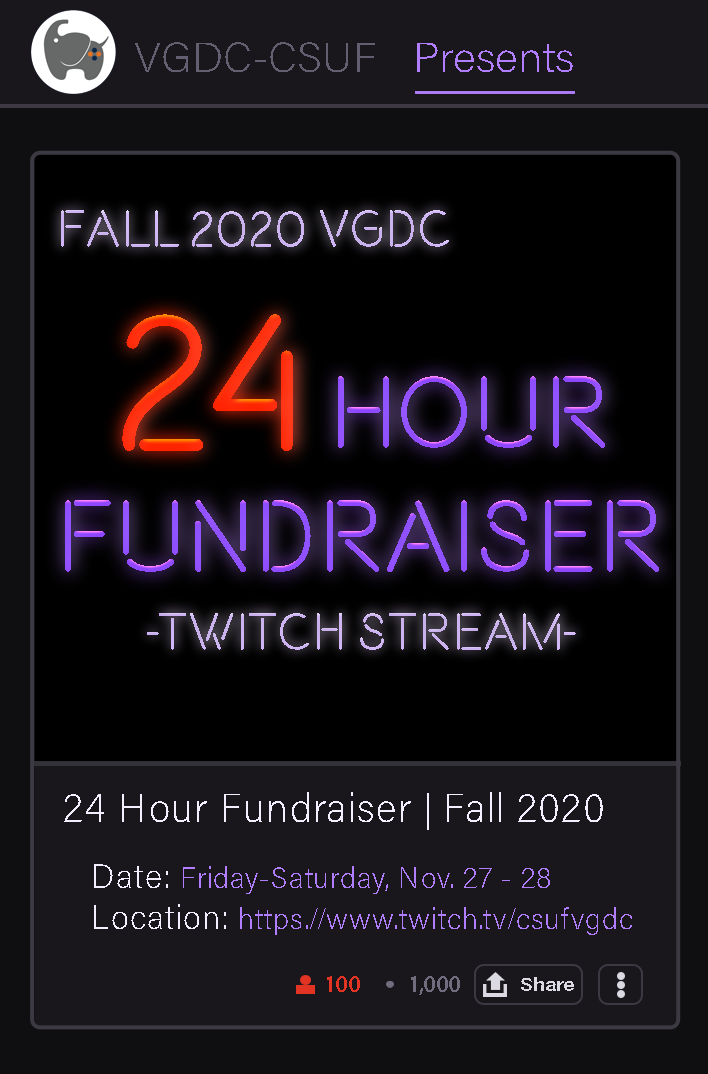 VGDC-CSUF Presents
FALL 2020 VGDC
24 HOUR
FUNDRAISER
-TWITCH STREAM-
24 Hour Fundraiser | Fall 2020
Date: Friday-Saturday, Nov. 27 - 28
Location: https://www.twitch.tv/csufvgdc
100 • 1,000 Share